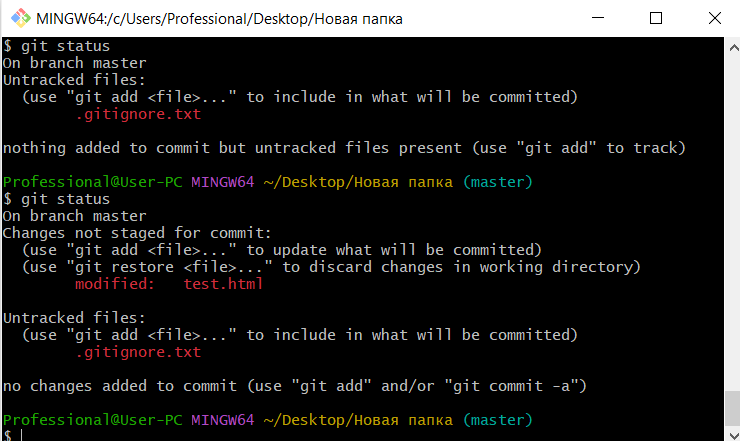 MINGW64:/c/Users/Professional/Desktop/Новая папка
$ git status
On branch master
Untracked files:
  (use "git add <file>..." to include in what will be committed)
        .gitignore.txt

nothing added to commit but untracked files present (use "git add" to track)

Professional@User-PC MINGW64 ~/Desktop/Новая папка (master)
$ git status
On branch master
Changes not staged for commit:
  (use "git add <file>..." to update what will be committed)
  (use "git restore <file>..." to discard changes in working directory)
        modified:   test.html

Untracked files:
  (use "git add <file>..." to include in what will be committed)
        .gitignore.txt

no changes added to commit (use "git add" and/or "git commit -a")

Professional@User-PC MINGW64 ~/Desktop/Новая папка (master)
$